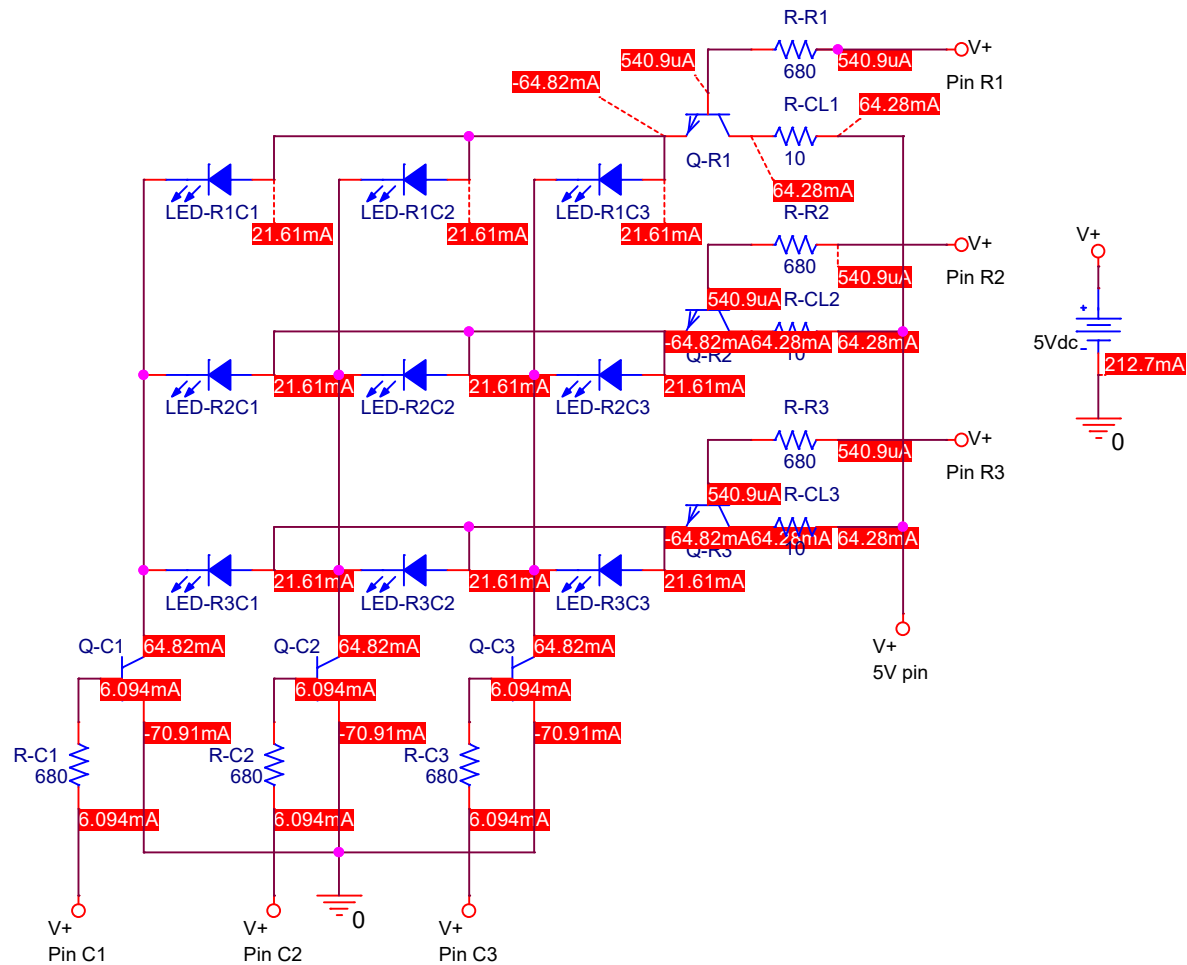 R-R1
V+
540.9uA
680
540.9uA
Pin R1
-64.82mA
R-CL1
64.28mA
Q-R1
10
64.28mA
LED-R1C1
LED-R1C2
LED-R1C3
21.61mA
21.61mA
21.61mA
R-R2
V+
680
540.9uA
Pin R2
V+
540.9uA
R-CL2
-64.82mA
64.28mA
64.28mA
Q-R2
10
5Vdc
212.7mA
21.61mA
21.61mA
21.61mA
LED-R2C1
LED-R2C2
LED-R2C3
R-R3
V+
680
540.9uA
Pin R3
0
540.9uA
R-CL3
-64.82mA
64.28mA
64.28mA
Q-R3
10
21.61mA
21.61mA
21.61mA
LED-R3C1
LED-R3C2
LED-R3C3
V+
5V pin
Q-C1
64.82mA
Q-C2
64.82mA
Q-C3
64.82mA
6.094mA
6.094mA
6.094mA
-70.91mA
-70.91mA
-70.91mA
R-C1
680
R-C2
680
R-C3
680
6.094mA
6.094mA
6.094mA
0
V+
Pin C1
V+
Pin C2
V+
Pin C3